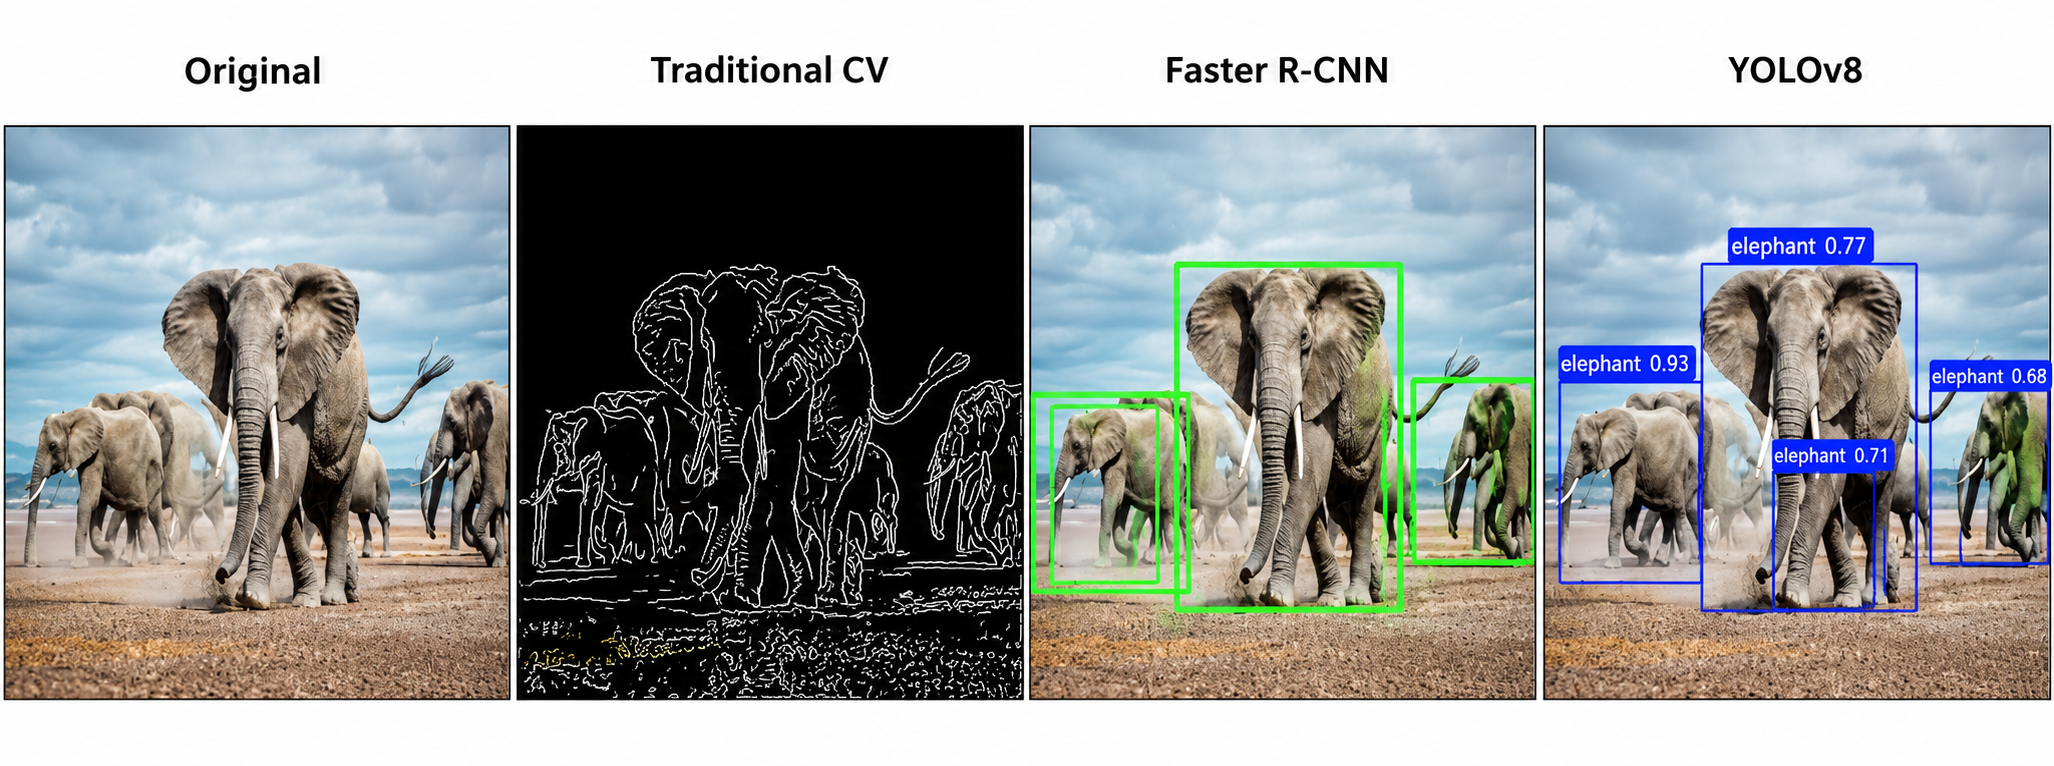 Original
Traditional CV
Faster R-CNN
YOLOv8
elephant 0.77
elephant 0.93
elephant 0.68
elephant 0.71